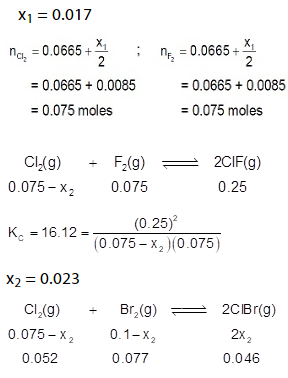 x₁ = 0.017
n_Cl₂ = 0.0665 + x₁/2 ; n_F₂ = 0.0665 + x₁/2
= 0.0665 + 0.0085 = 0.0665 + 0.0085
= 0.075 moles = 0.075 moles
Cl₂(g) + F₂(g) ⇌ 2ClF(g)
0.075 – x₂ 0.075 0.25
K_c = 16.12 = (0.25)² / (0.075 – x₂)(0.075)
x₂ = 0.023
Cl₂(g) + Br₂(g) ⇌ 2ClBr(g)
0.075 – x₂ 0.1 – x₂ 2x₂
0.052 0.077 0.046